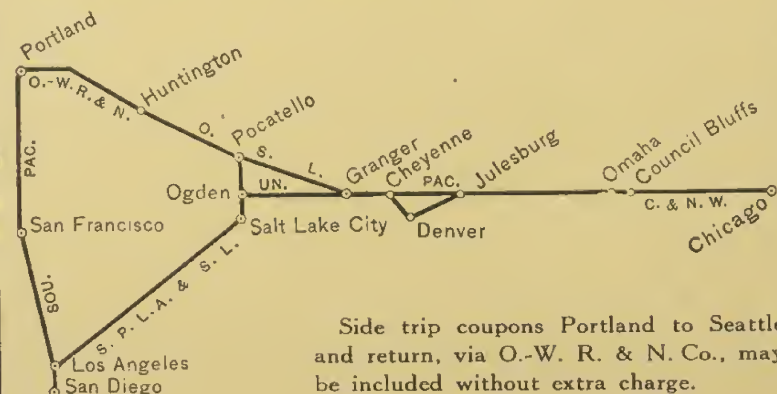 Portland
O.-W. R. & N.
Huntington
O.
S.
L.
Pocatello
PAC.
Ogden
UN.
Granger
Cheyenne
PAC.
Julesburg
Omaha
Council Bluffs
C. & N. W.
Chicago
San Francisco
Salt Lake City
Denver
SOU.
S. P. L. A. & S. L.
Los Angeles
San Diego
Side trip coupons Portland to Seattle
and return, via O.-W. R. & N. Co., may
be included without extra charge.